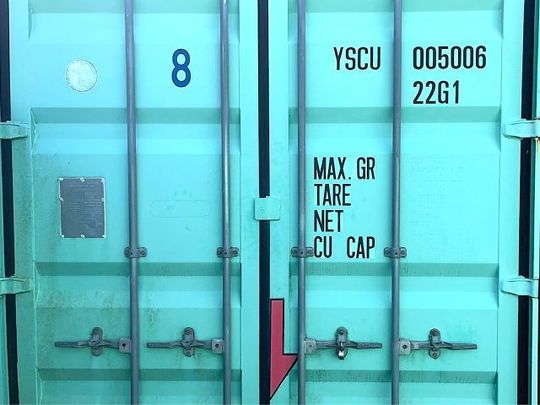 8
YSCU 005006
22G1
MAX.GR
TARE
NET
CU CAP